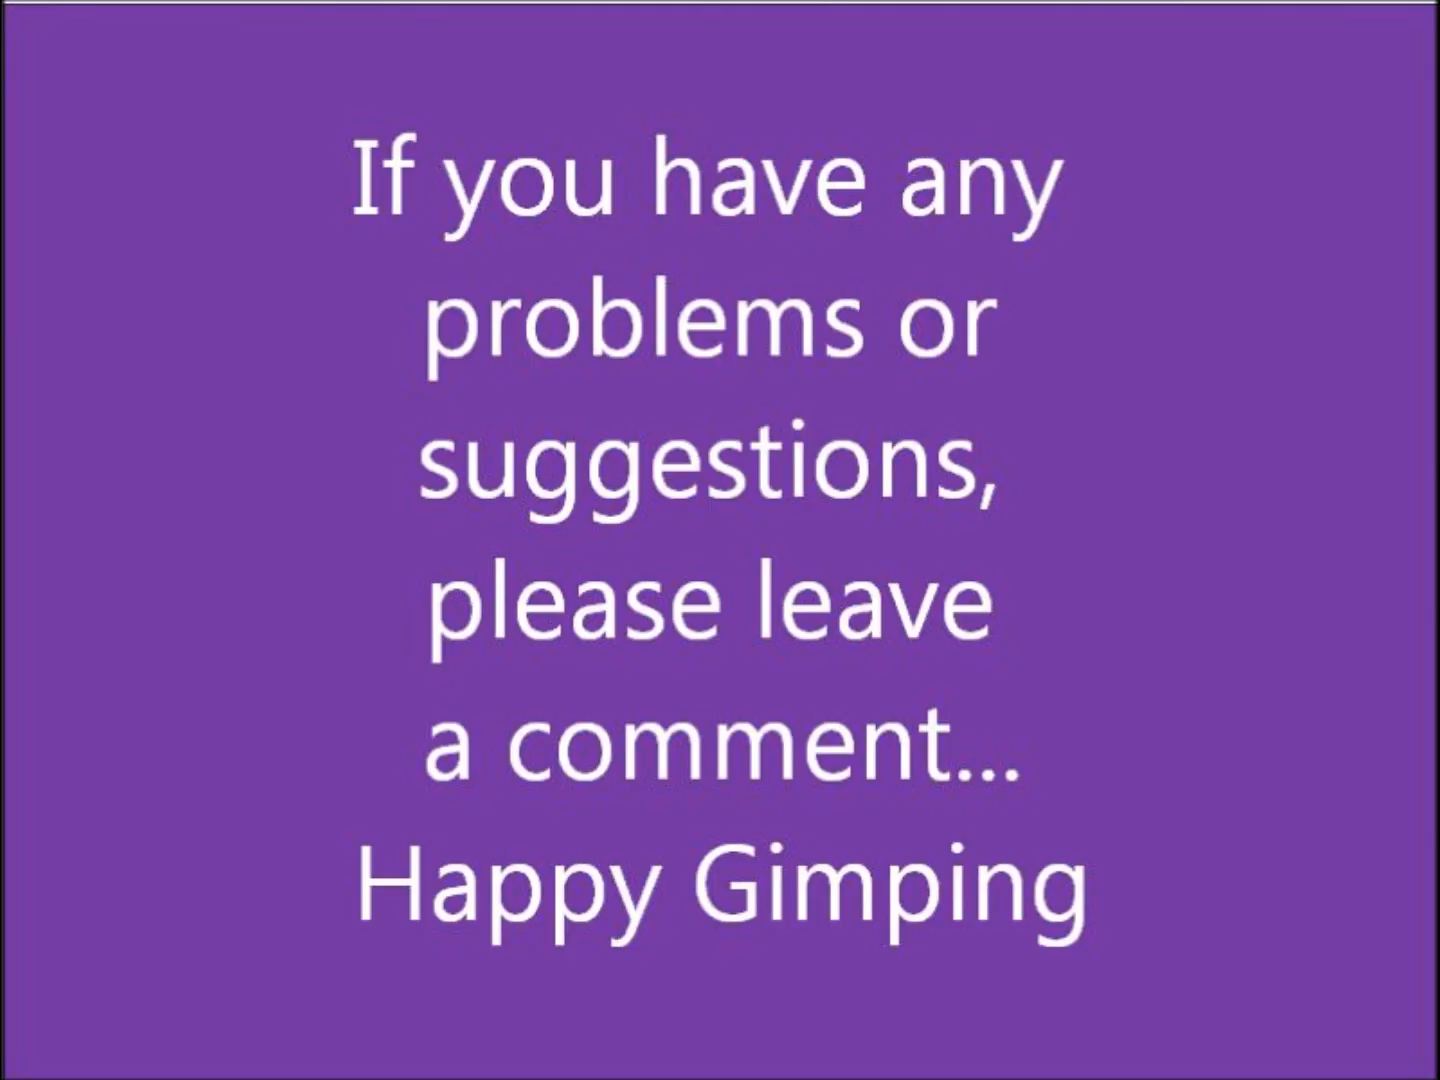 If you have any
problems or
suggestions,
please leave
a comment...
Happy Gimping